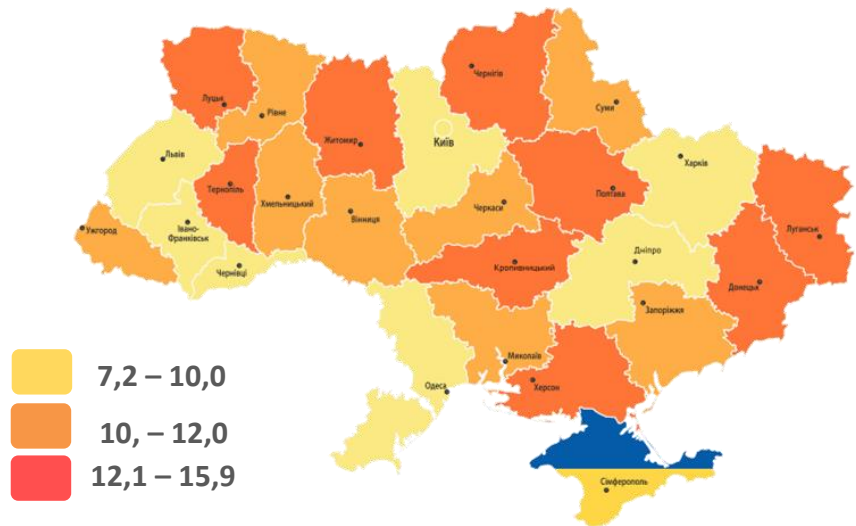 Чернігів
Луцьк
Рівне
Суми
Житомир
Київ
Львів
Харків
Тернопіль
Хмельницький
Полтава
Вінниця
Черкаси
Ужгород
Івано-
Франківськ
Луганськ
Чернівці
Кропивницький
Дніпро
Донецьк
Запоріжжя
Миколаїв
Одеса
Херсон
Сімферополь
7,2 – 10,0
10, – 12,0
12,1 – 15,9